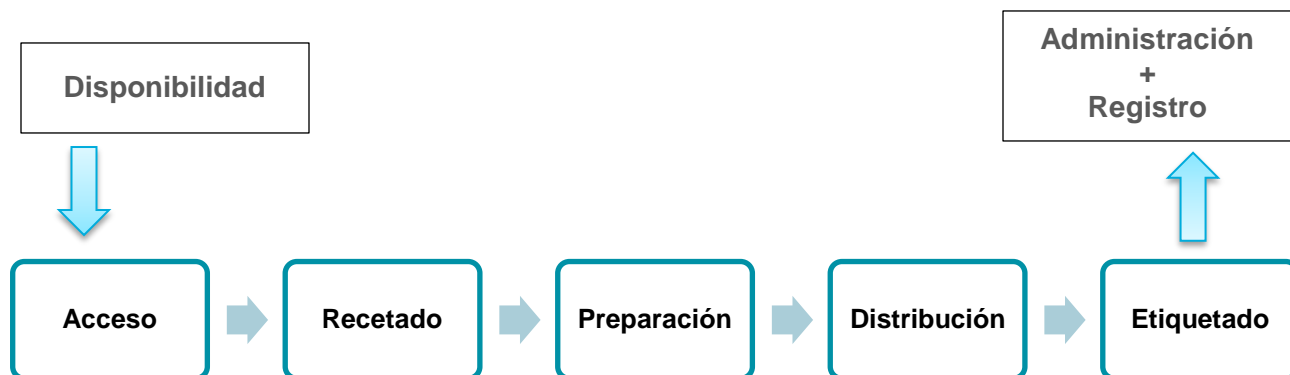 Disponibilidad
Administración
+
Registro
Acceso
Recetado
Preparación
Distribución
Etiquetado